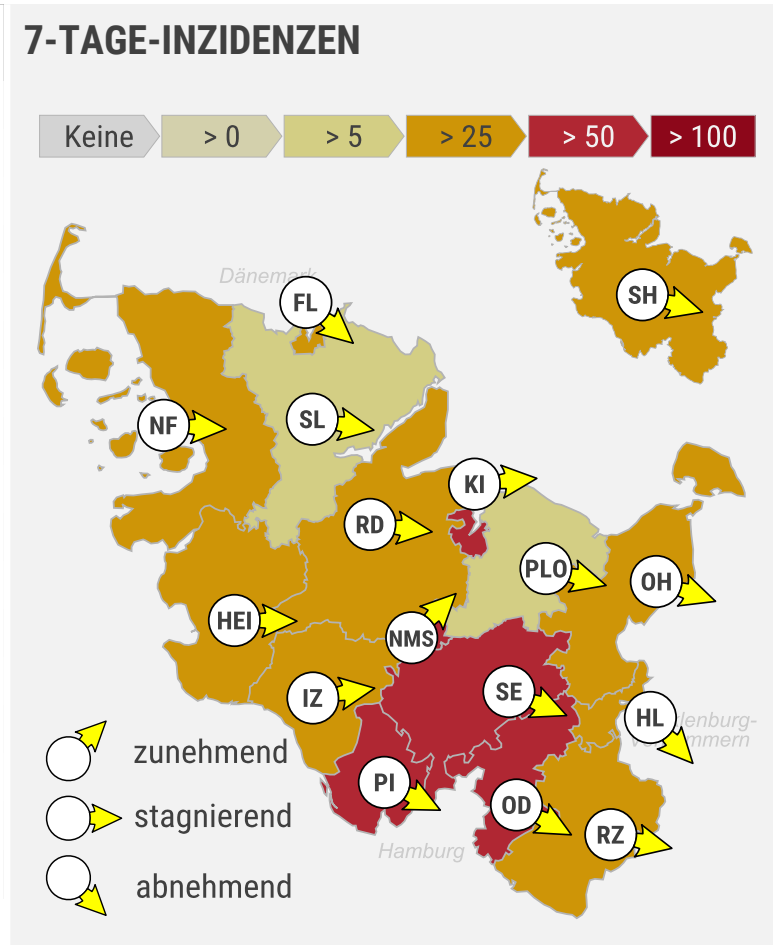 7-TAGE-INZIDENZEN
Keine > 0 > 5 > 25 > 50 > 100
Dänemark
FL
SH
NF
SL
KI
RD
PLO
OH
HEI
NMS
IZ
SE
HL
zunehmend
PI
OD
stagnierend
RZ
Hamburg
abnehmend